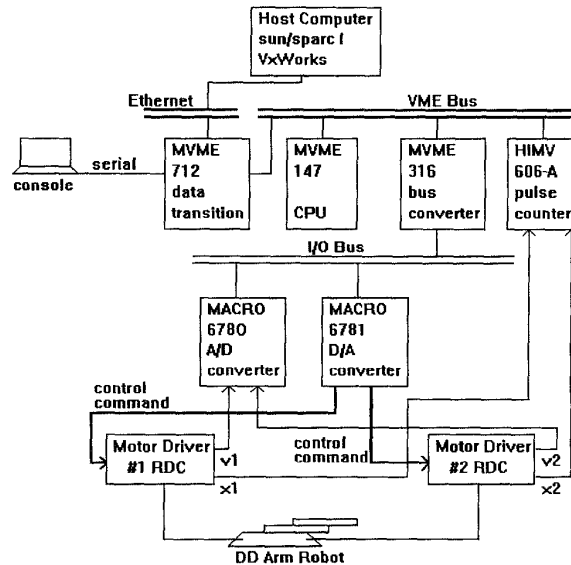 Host Computer
sun/sparc I
VxWorks
Ethernet
VME Bus
MVME
712
data
transition
MVME
147
CPU
MVME
316
bus
converter
HIMV
606-A
pulse
counter
serial
console
I/O Bus
MACRO
6780
A/D
converter
MACRO
6781
D/A
converter
control
command
control
command
Motor Driver
#1 RDC
v1
x1
Motor Driver
#2 RDC
v2
x2
DD Arm Robot